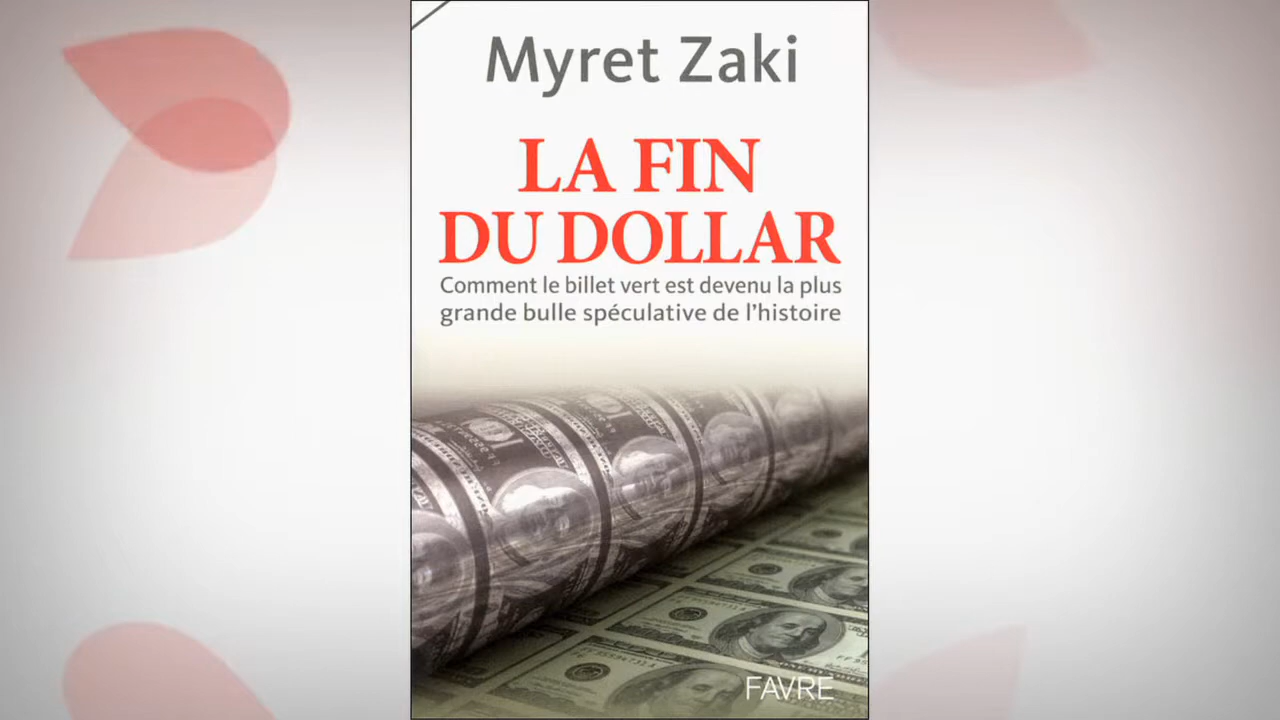 Myret Zaki
LA FIN
DU DOLLAR
Comment le billet vert est devenu la plus
grande bulle spéculative de l'histoire
FAVRE